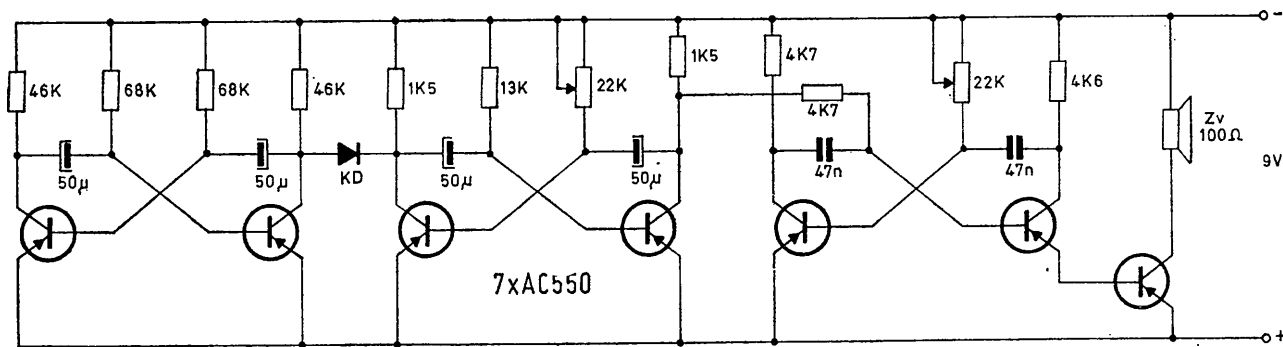 46K
68K
68K
46K
1K5
13K
22K
1K5
4K7
4K7
22K
4K6
Zv
100Ω
9V
50µ
50µ
KD
50µ
50µ
47n
47n
7xAC550
−
+